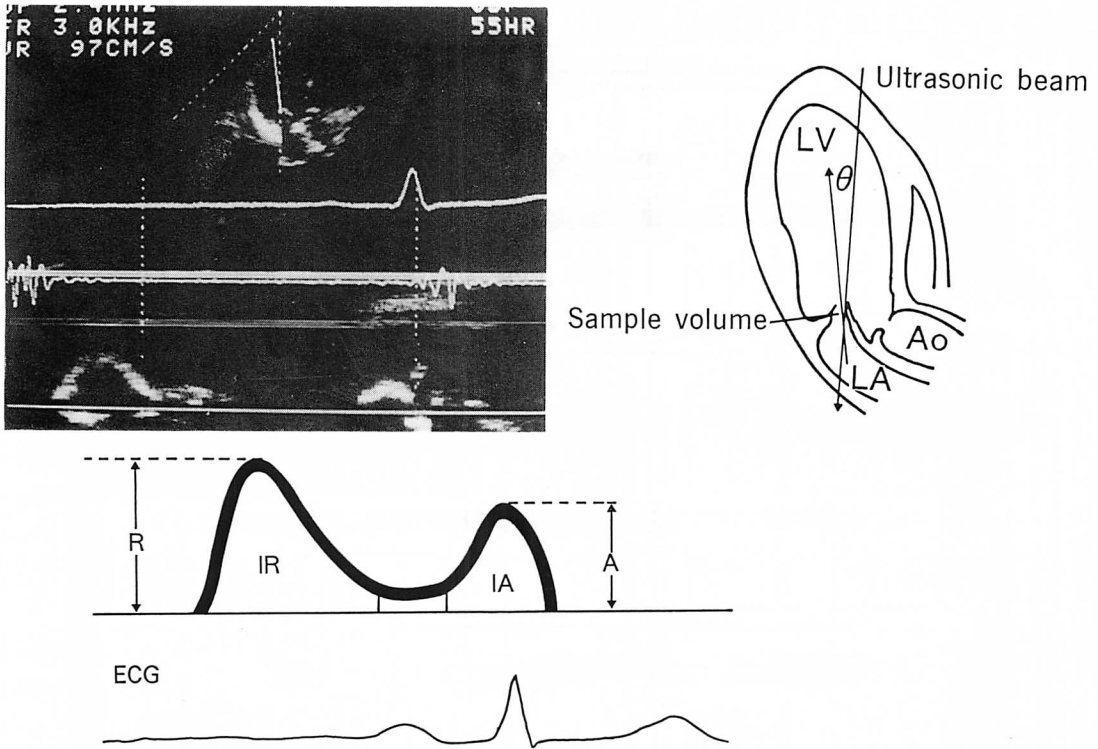 FR 3.0KHz
97CM/S
55HR
Ultrasonic beam
LV
θ
Sample volume
Ao
LA
R
IR
IA
A
ECG